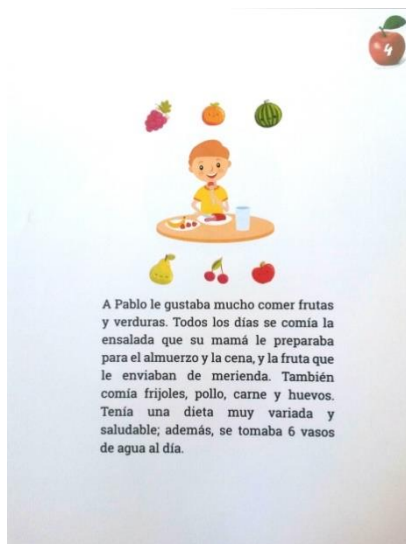 4
A Pablo le gustaba mucho comer frutas
y verduras. Todos los días se comía la
ensalada que su mamá le preparaba
para el almuerzo y la cena, y la fruta que
le enviaban de merienda. También
comía frijoles, pollo, carne y huevos.
Tenía una dieta muy variada y
saludable; además, se tomaba 6 vasos
de agua al día.